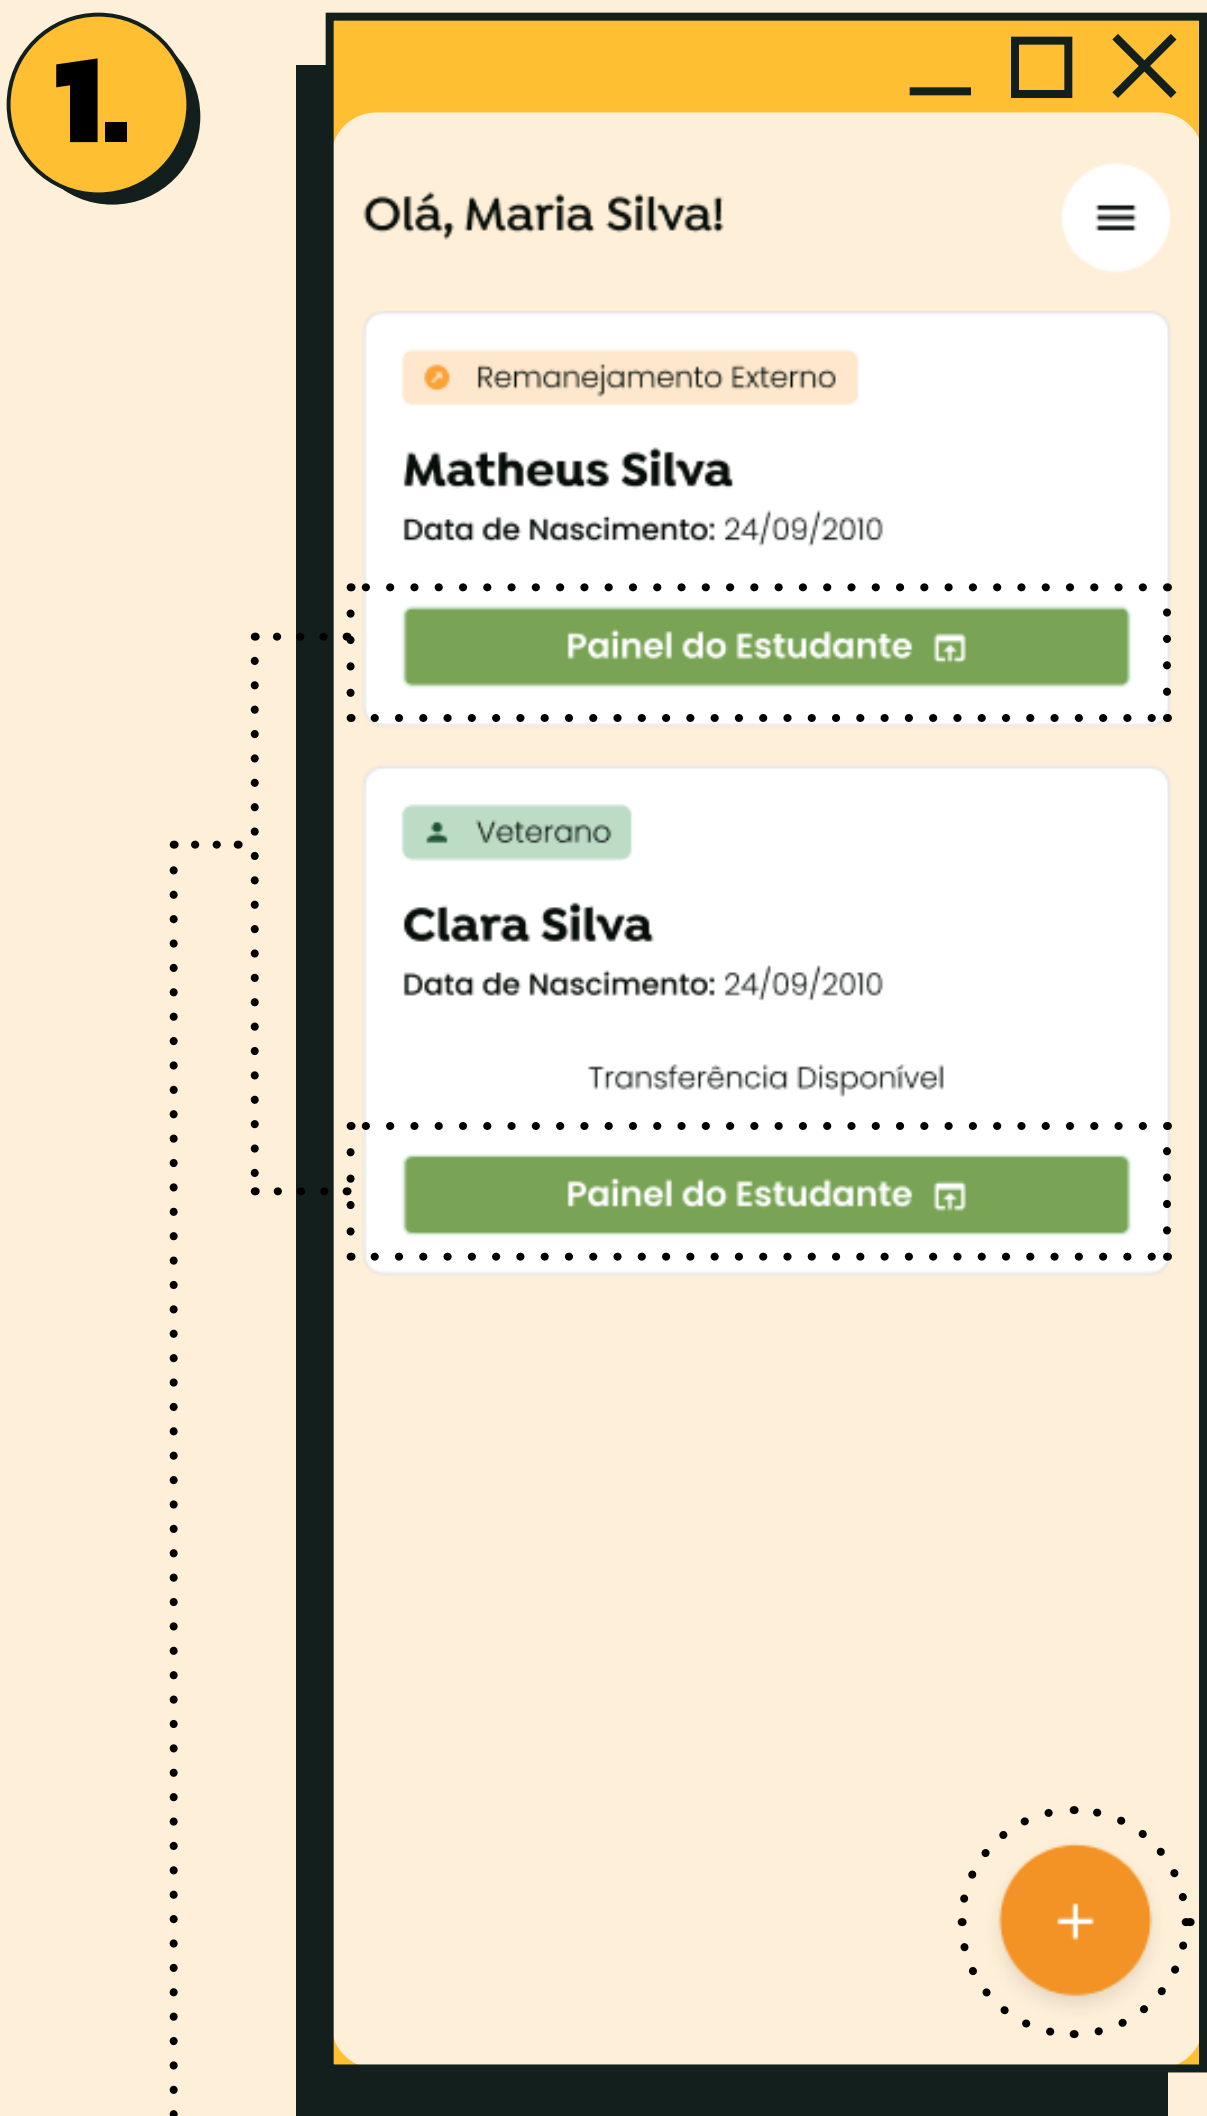 1.
Olá, Maria Silva!
Remanejamento Externo
Matheus Silva
Data de Nascimento: 24/09/2010
Painel do Estudante
Veterano
Clara Silva
Data de Nascimento: 24/09/2010
Transferência Disponível
Painel do Estudante
+